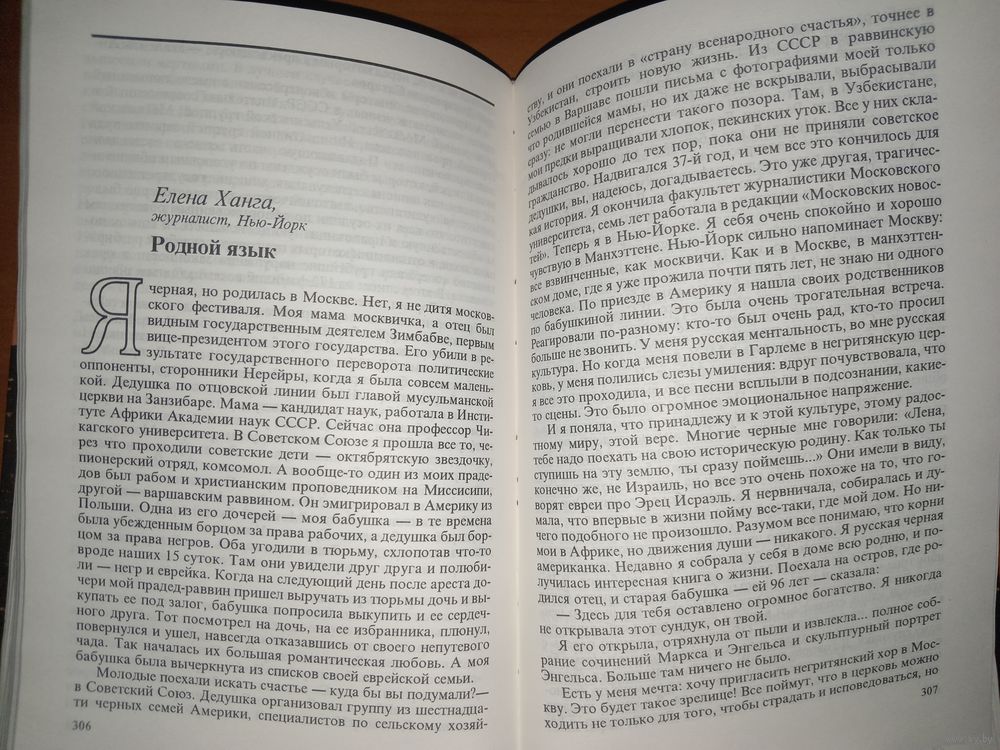 Елена Ханга,
журналист, Нью-Йорк
Родной язык
Я черная, но родилась в Москве. Нет, я не дитя москов-
ского фестиваля. Моя мама москвичка, а отец был
видным государственным деятелем Зимбабве, первым
вице-президентом этого государства. Его убили в ре-
зультате государственного переворота политические
оппоненты, сторонники Нерейры, когда я была совсем малень-
кой. Дедушка по отцовской линии был главой мусульманской
церкви на Занзибаре. Мама — кандидат наук, работала в Инсти-
туте Африки Академии наук СССР. Сейчас она профессор Чи-
кагского университета. В Советском Союзе я прошла все то, че-
рез что проходили советские дети — октябрятскую звездочку,
пионерский отряд, комсомол. А вообще-то один из моих праде-
дов был рабом и христианским проповедником на Миссисипи,
другой — варшавским раввином. Он эмигрировал в Америку из
Польши. Одна из его дочерей — моя бабушка — в те времена
была убежденным борцом за права рабочих, а дедушка был бор-
цом за права негров. Оба угодили в тюрьму, схлопотав что-то
вроде наших 15 суток. Там они увидели друг друга и полюби-
ли — негр и еврейка. Когда на следующий день после ареста до-
чери мой прадед-раввин пришел выручать из тюрьмы дочь и вы-
купать ее под залог, бабушка попросила выкупить и ее сердеч-
ного друга. Тот посмотрел на дочь, на ее избранника, плюнул,
повернулся и ушел, навсегда отказавшись от своего непутевого
чада. Так началась их большая романтическая любовь. А моя
бабушка была вычеркнута из списков своей еврейской семьи.
Молодые поехали искать счастье — куда бы вы подумали?—
в Советский Союз. Дедушка организовал группу из шестнадца-
ти черных семей Америки, специалистов по сельскому хозяй-
306
ству, и они поехали в «страну всенародного счастья», точнее в
Узбекистан, строить новую жизнь. Из СССР в раввинскую
семью в Варшаве пошли письма с фотографиями моей только
что родившейся мамы, но их даже не вскрывали, выбрасывали
сразу: не могли перенести такого позора. Там, в Узбекистане,
мои предки выращивали хлопок, пекинских уток. Все у них скла-
дывалось хорошо до тех пор, пока они не приняли советское
гражданство. Надвигался 37-й год, и чем все это кончилось для
дедушки, вы, надеюсь, догадываетесь. Это уже другая, трагичес-
кая история. Я окончила факультет журналистики Московского
университета, семь лет работала в редакции «Московских новос-
тей». Теперь я в Нью-Йорке. Я себя очень спокойно и хорошо
чувствую в Манхэттене. Нью-Йорк сильно напоминает Москву:
все взвинченные, как москвичи. Как и в Москве, в манхэттен-
ском доме, где я уже прожила почти пять лет, не знаю ни одного
человека. По приезде в Америку я нашла своих родственников
по бабушкиной линии. Это была очень трогательная встреча.
Реагировали по-разному: кто-то был очень рад, кто-то просил
больше не звонить. У меня русская ментальность, во мне русская
культура. Но когда меня повели в Гарлеме в негритянскую цер-
ковь, у меня полились слезы умиления: вдруг почувствовала, что
я все это проходила, и все песни всплыли в подсознании, какие-
то сцены. Это было огромное эмоциональное напряжение.
И я поняла, что принадлежу и к этой культуре, этому радос-
тному миру, этой вере. Многие черные мне говорили: «Лена,
тебе надо поехать на свою историческую родину. Как только ты
ступишь на эту землю, ты сразу поймешь...» Они имели в виду,
конечно же, не Израиль, но все это очень похоже на то, что го-
ворят евреи про Эрец Исраэль. Я нервничала, собиралась и ду-
мала, что впервые в жизни пойму все-таки, где мой дом. Но ни-
чего подобного не произошло. Разумом все понимаю, что корни
мои в Африке, но движения души — никакого. Я русская черная
американка. Недавно я собрала у себя в доме всю родню, и по-
лучилась интересная книга о жизни. Поехала на остров, где ро-
дился отец, и старая бабушка — ей 96 лет — сказала:
— Здесь для тебя оставлено огромное богатство. Я никогда
не открывала этот сундук, он твой.
Я его открыла, отряхнула от пыли и извлекла... полное соб-
рание сочинений Маркса и Энгельса и скульптурный портрет
Энгельса. Больше там ничего не было.
Есть у меня мечта: хочу пригласить негритянский хор в Мос-
кву. Это будет такое зрелище! Все поймут, что в церковь можно
ходить не только для того, чтобы страдать и исповедоваться, но
307